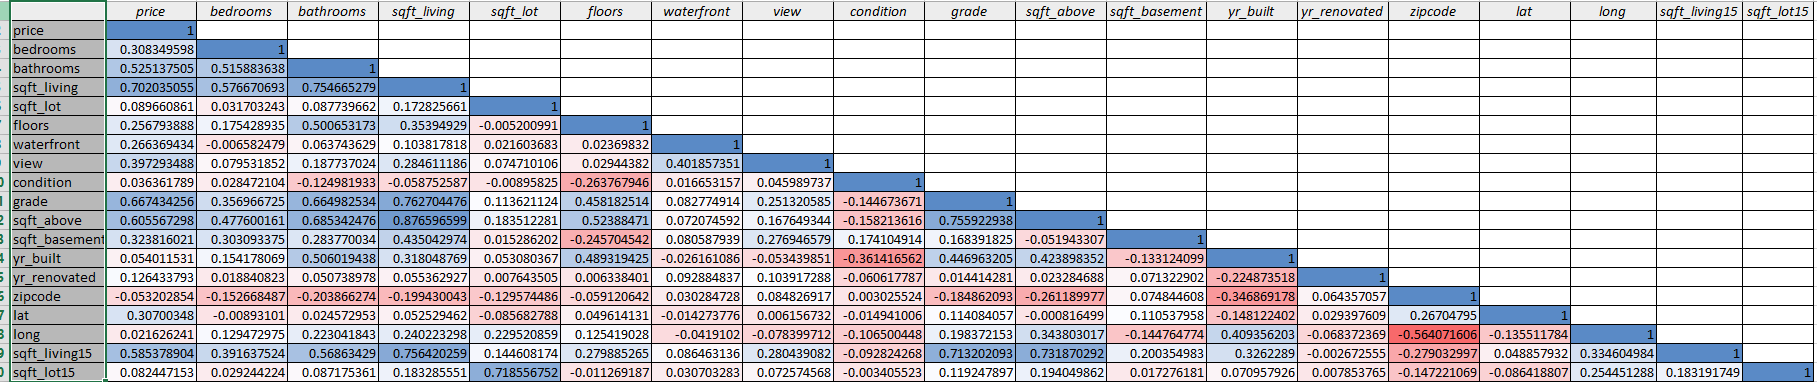 price bedrooms bathrooms sqft_living sqft_lot floors waterfront view condition grade sqft_above sqft_basement yr_built yr_renovated zipcode lat long sqft_living15 sqft_lot15
price 1
bedrooms 0.308349598 1
bathrooms 0.525137505 0.515883638 1
sqft_living 0.702035055 0.576670693 0.754665279 1
sqft_lot 0.089660861 0.031703243 0.087739662 0.172825661 1
floors 0.256793888 0.175428935 0.500653173 0.35394929 -0.005200991 1
waterfront 0.266369434 -0.006582479 0.063743629 0.103817818 0.021603683 0.02369832 1
view 0.397293488 0.079531852 0.187737024 0.284611186 0.074710106 0.02944382 0.401857351 1
condition 0.036361789 0.028472104 -0.124981933 -0.058752587 -0.00895825 -0.263767946 0.016653157 0.045989737 1
grade 0.667434256 0.356966725 0.664982534 0.762704476 0.113621124 0.458182514 0.082774914 0.251320585 -0.144673671 1
sqft_above 0.605567298 0.477600161 0.685342476 0.876596599 0.183512281 0.52388471 0.072074592 0.167649344 -0.158213616 0.755922938 1
sqft_basement 0.323816021 0.303093375 0.283770034 0.435042974 0.015286202 -0.245704542 0.080587939 0.276946579 0.174104914 0.168391825 -0.051943307 1
yr_built 0.054011531 0.154178069 0.506019438 0.318048769 0.053080367 0.489319425 -0.026161086 -0.053439851 -0.361416562 0.446963205 0.423898352 -0.133124099 1
yr_renovated 0.126433793 0.018840823 0.050738978 0.055362927 0.007643505 0.006338401 0.092884837 0.103917288 -0.060617787 0.014414281 0.023284688 0.071322902 -0.224873518 1
zipcode -0.053202854 -0.152668487 -0.203866274 -0.199430043 -0.129574486 -0.059120642 0.030284728 0.084826917 0.003025524 -0.184862093 -0.261189977 0.074844608 -0.346869178 0.064357057 1
lat 0.30700348 -0.00893101 0.024572953 0.052529462 -0.085682788 0.049614131 -0.014273776 0.006156732 -0.014941006 0.114084057 -0.000816499 0.110537958 -0.148122402 0.029397609 0.26704795 1
long 0.021626241 0.129472975 0.223041843 0.240223298 0.229520859 0.125419028 -0.0419102 -0.078399712 -0.106500448 0.198372153 0.343803017 -0.144764774 0.409356203 -0.068372369 -0.564071606 -0.135511784 1
sqft_living15 0.585378904 0.391637524 0.56863429 0.756420259 0.144608174 0.279885265 0.086463136 0.280439082 -0.092824268 0.713202093 0.731870292 0.200354983 0.3262289 -0.002672555 -0.279032997 0.048857932 0.334604984 1
sqft_lot15 0.082447153 0.029244224 0.087175361 0.183285551 0.718556752 -0.011269187 0.030703283 0.072574568 -0.003405523 0.119247897 0.194049862 0.017276181 0.070957926 0.007853765 -0.147221069 -0.086418807 0.254451288 0.183191749 1